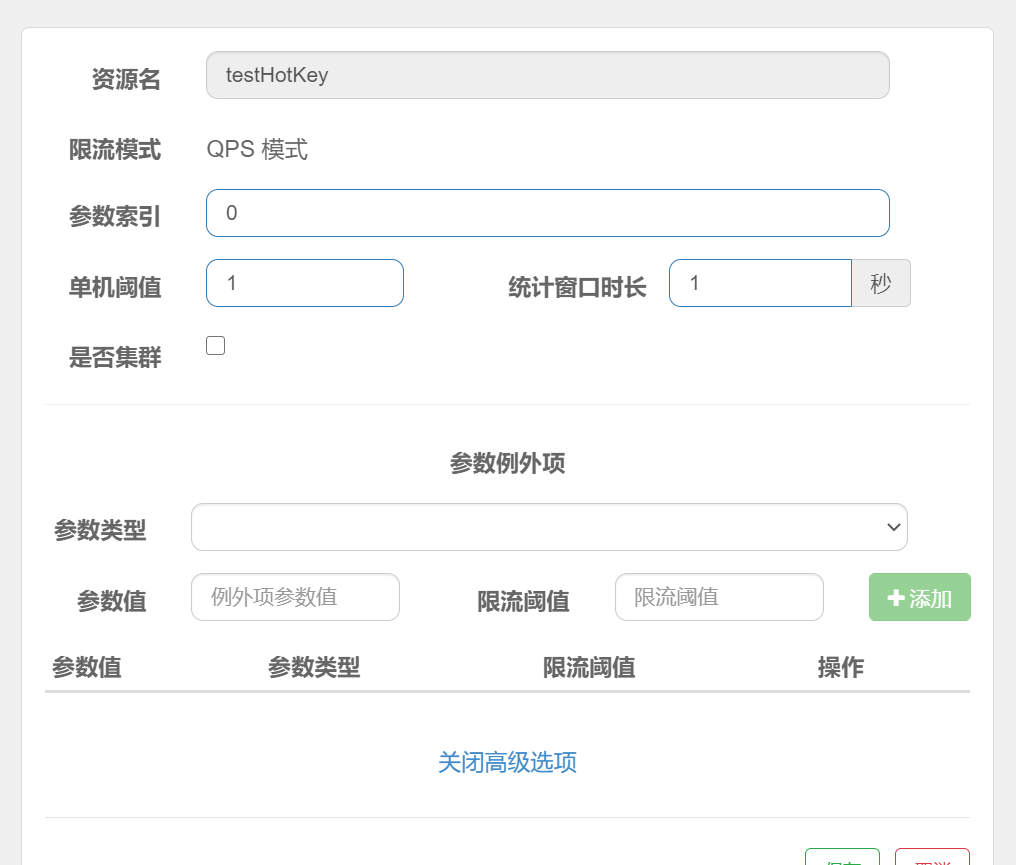 资源名 testHotKey
限流模式 QPS 模式
参数索引 0
单机阈值 1 统计窗口时长 1 秒
是否集群
参数例外项
参数类型
参数值 例外项参数值 限流阈值 限流阈值 添加
参数值 参数类型 限流阈值 操作
关闭高级选项